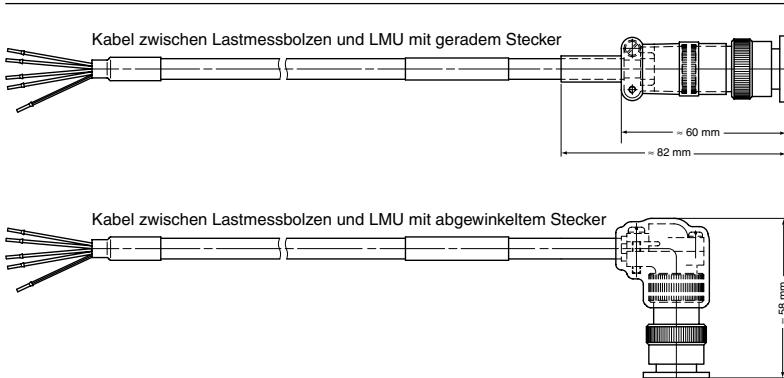 Kabel zwischen Lastmessbolzen und LMU mit geradem Stecker
≈ 60 mm
≈ 82 mm
Kabel zwischen Lastmessbolzen und LMU mit abgewinkeltem Stecker
≈ 58 mm